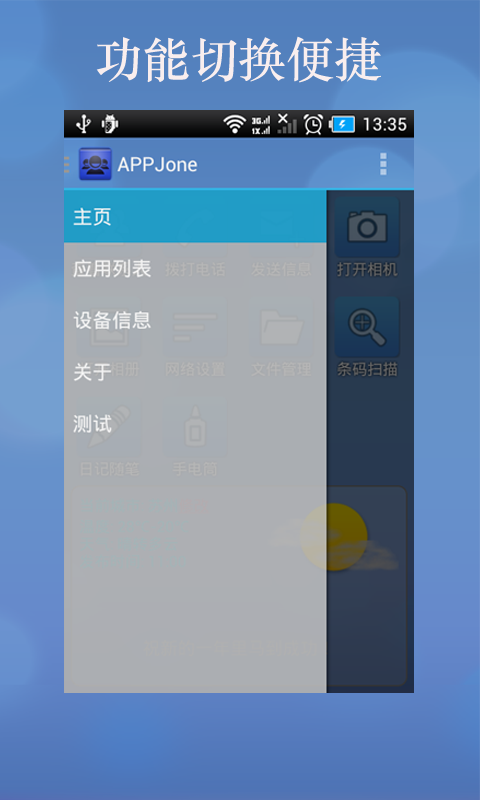 功能切换便捷
3G 1X 13:35
APPJone
主页
应用列表 拨打电话 发送信息 打开相机
设备信息
相册 网络设置 文件管理 条码扫描
关于
测试
日记随笔 手电筒